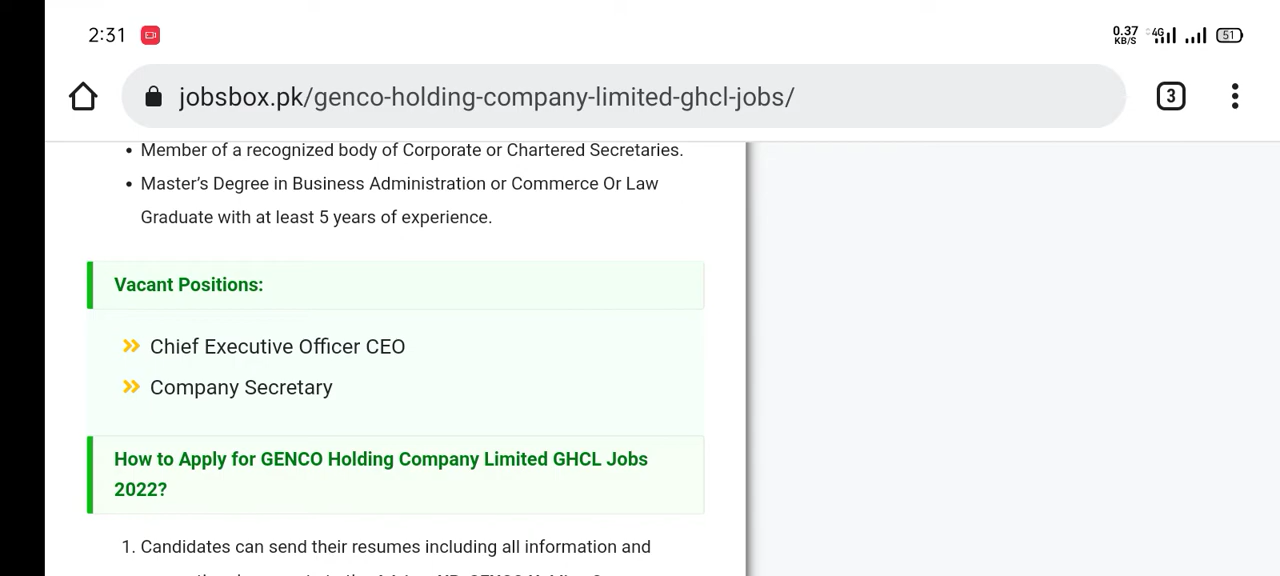 2:31
0.37
KB/S
4G
51
jobsbox.pk/genco-holding-company-limited-ghcl-jobs/
3
• Member of a recognized body of Corporate or Chartered Secretaries.
• Master’s Degree in Business Administration or Commerce Or Law
Graduate with at least 5 years of experience.
Vacant Positions:
Chief Executive Officer CEO
Company Secretary
How to Apply for GENCO Holding Company Limited GHCL Jobs
2022?
1. Candidates can send their resumes including all information and